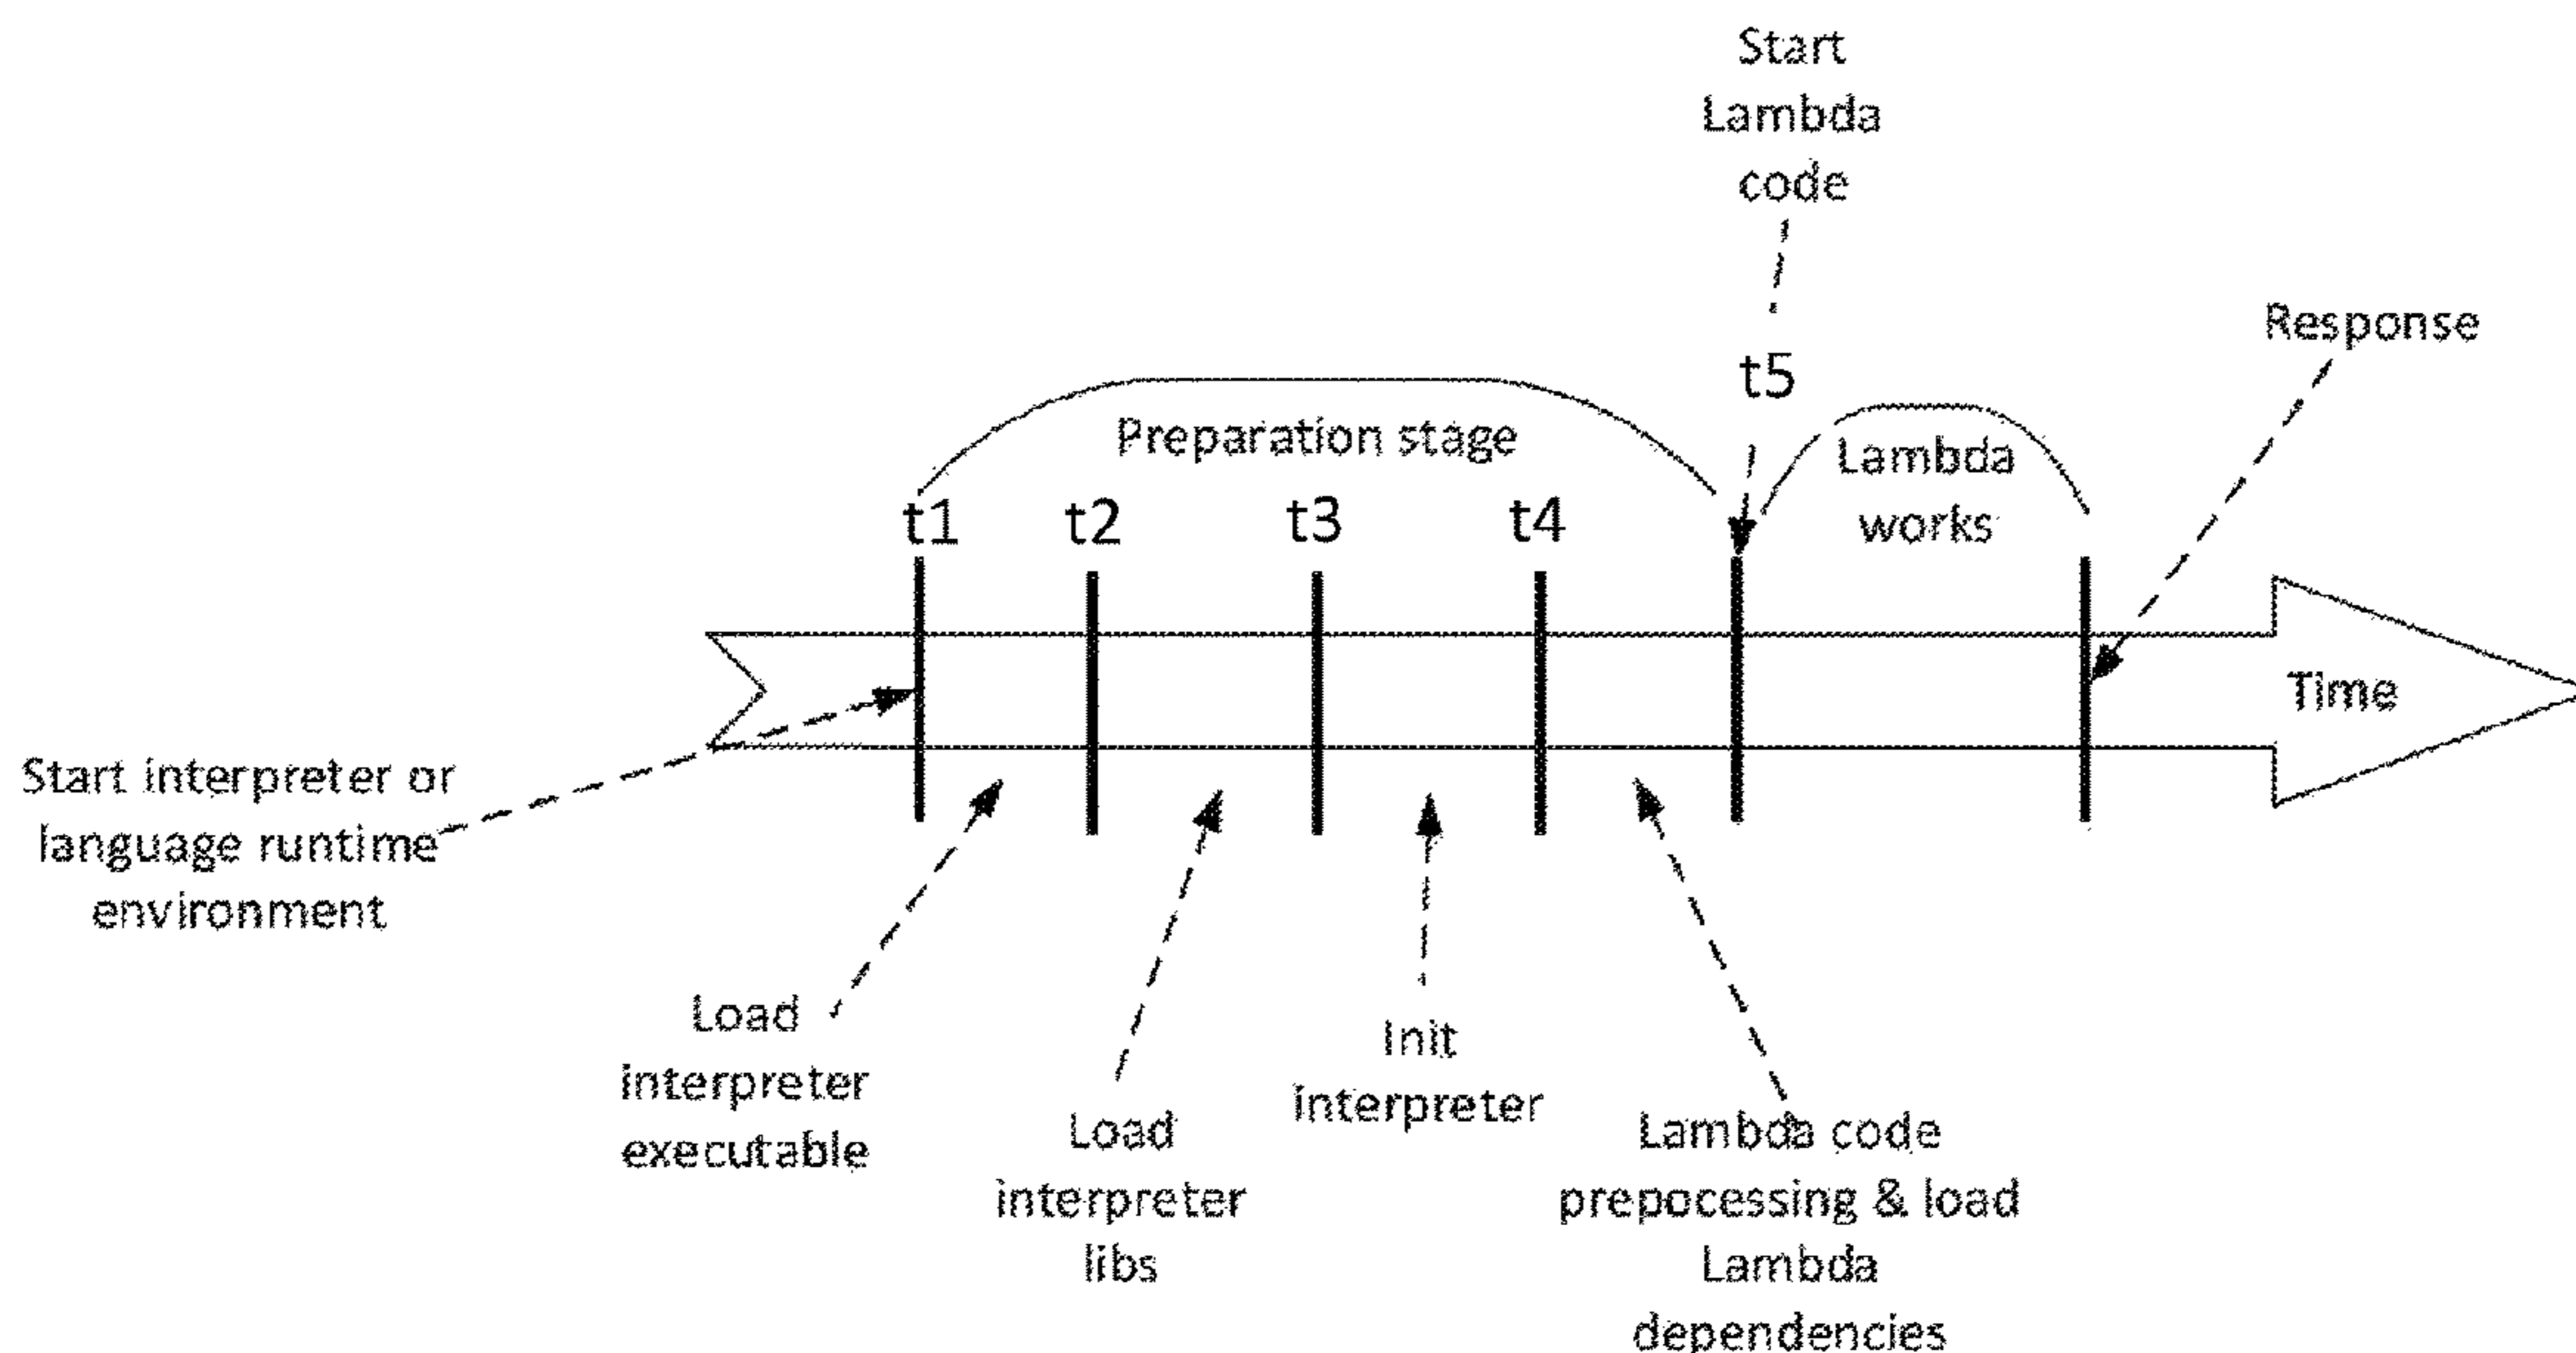 Start
Lambda
code
Response
t5
Preparation stage
Lambda
works
t1
t2
t3
t4
Time
Start interpreter or
language runtime
environment
Load
interpreter
executable
Load
interpreter
libs
Init
interpreter
Lambda code
prepocessing & load
Lambda
dependencies